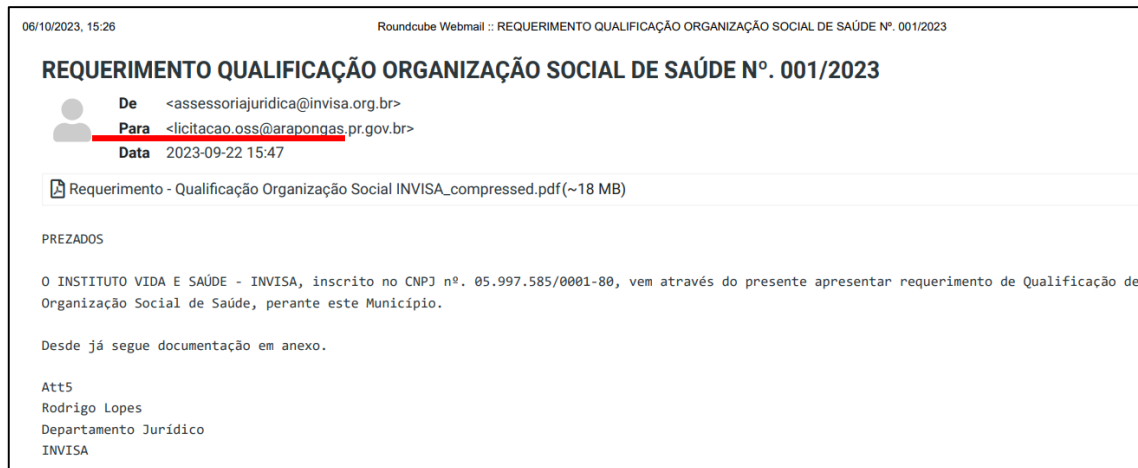 06/10/2023, 15:26 Roundcube Webmail :: REQUERIMENTO QUALIFICAÇÃO ORGANIZAÇÃO SOCIAL DE SAÚDE Nº. 001/2023
REQUERIMENTO QUALIFICAÇÃO ORGANIZAÇÃO SOCIAL DE SAÚDE Nº. 001/2023
De <assessoriajuridica@invisa.org.br>
Para <licitacao.oss@arapongas.pr.gov.br>
Data 2023-09-22 15:47
Requerimento - Qualificação Organização Social INVISA_compressed.pdf(~18 MB)
PREZADOS
O INSTITUTO VIDA E SAÚDE - INVISA, inscrito no CNPJ nº. 05.997.585/0001-80, vem através do presente apresentar requerimento de Qualificação de
Organização Social de Saúde, perante este Município.
Desde já segue documentação em anexo.
Att5
Rodrigo Lopes
Departamento Jurídico
INVISA